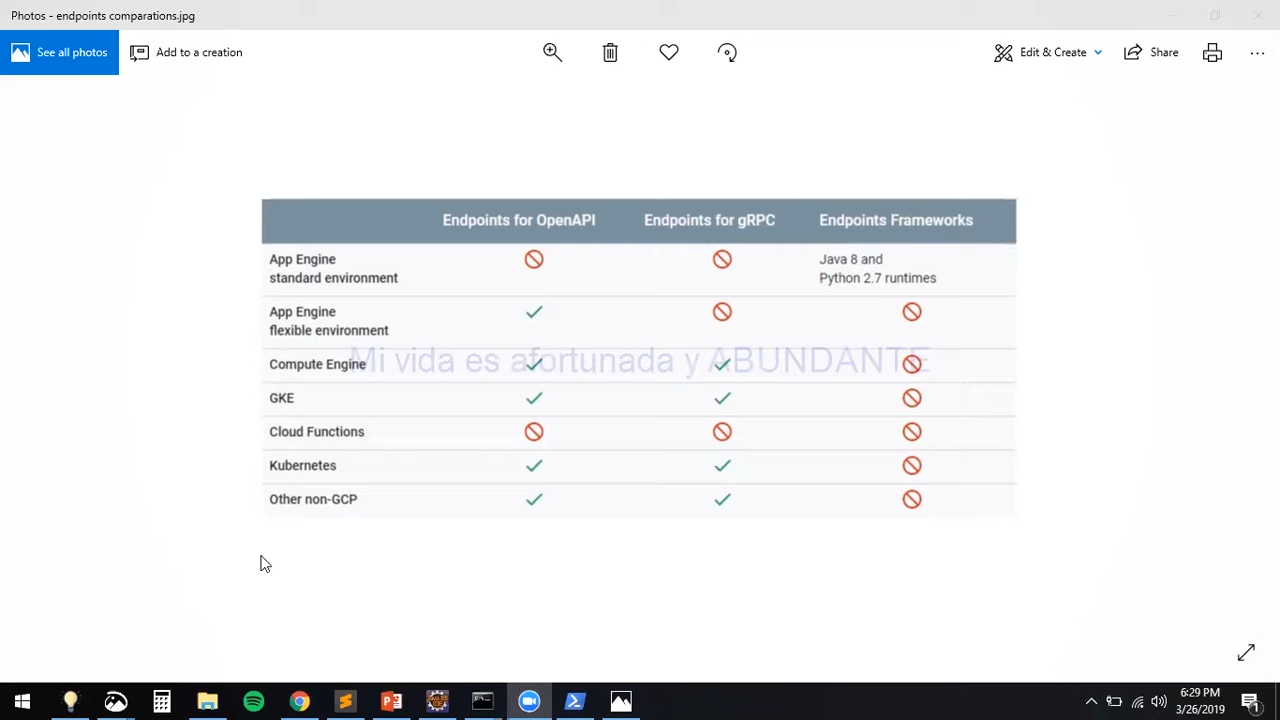 Photos - endpoints comparations.jpg
See all photos
Add to a creation
Edit & Create
Share
Endpoints for OpenAPI
Endpoints for gRPC
Endpoints Frameworks
App Engine
standard environment
Java 8 and
Python 2.7 runtimes
App Engine
flexible environment
Mi vida es afortunada y ABUNDANTE
Compute Engine
GKE
Cloud Functions
Kubernetes
Other non-GCP
6:29 PM
3/26/2019